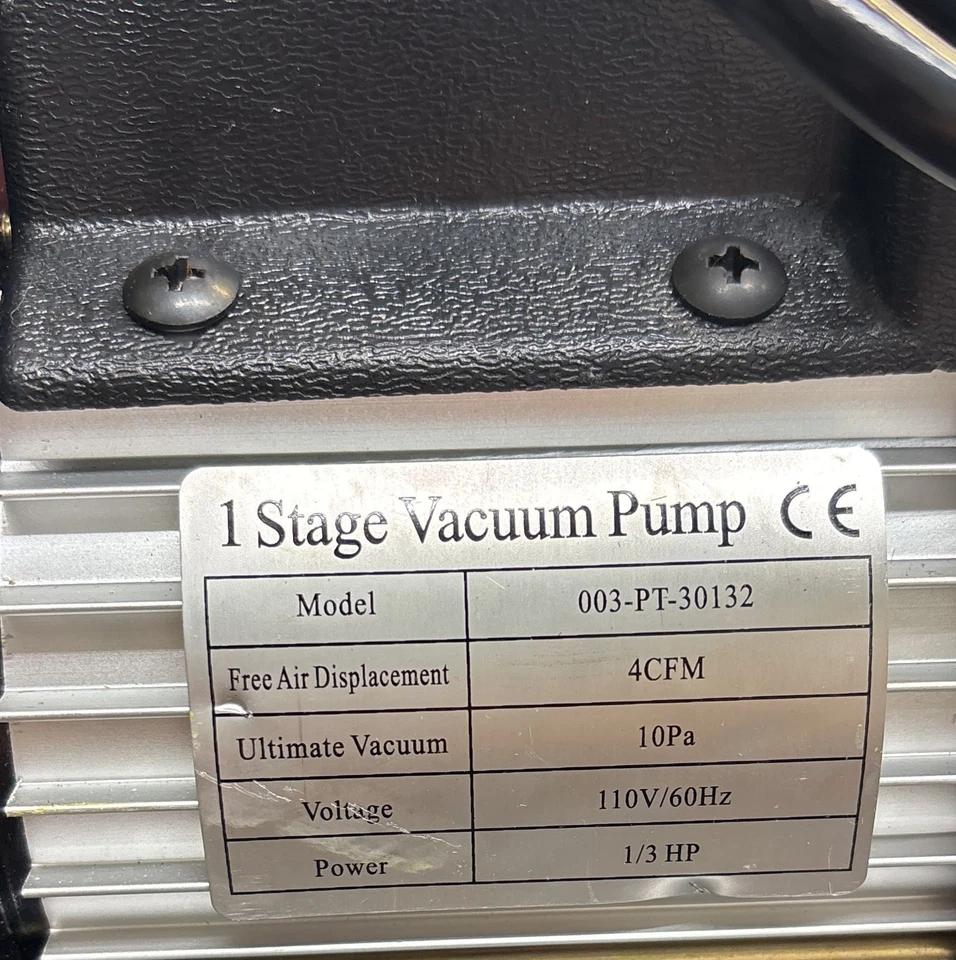 1 Stage Vacuum Pump CE
Model 003-PT-30132
Free Air Displacement 4CFM
Ultimate Vacuum 10Pa
Voltage 110V/60Hz
Power 1/3 HP